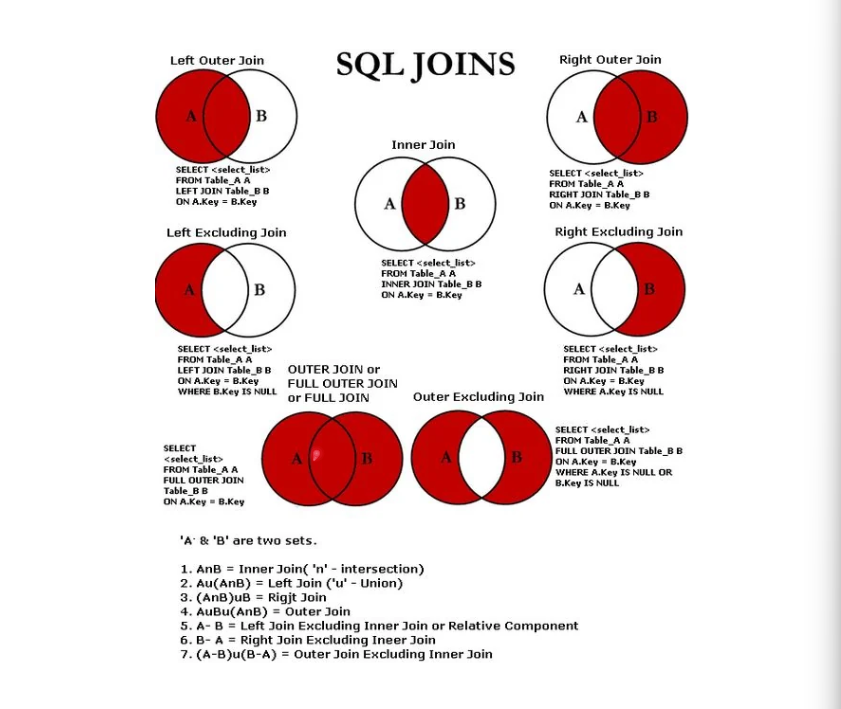 SQL JOINS
Left Outer Join
A
B
SELECT <select_list>
FROM Table_A A
LEFT JOIN Table_B B
ON A.Key = B.Key
Right Outer Join
A
B
SELECT <select_list>
FROM Table_A A
RIGHT JOIN Table_B B
ON A.Key = B.Key
Inner Join
A
B
SELECT <select_list>
FROM Table_A A
INNER JOIN Table_B B
ON A.Key = B.Key
Left Excluding Join
A
B
SELECT <select_list>
FROM Table_A A
LEFT JOIN Table_B B
ON A.Key = B.Key
WHERE B.Key IS NULL
Right Excluding Join
A
B
SELECT <select_list>
FROM Table_A A
RIGHT JOIN Table_B B
ON A.Key = B.Key
WHERE A.Key IS NULL
OUTER JOIN or
FULL OUTER JOIN
or FULL JOIN
A
B
SELECT
<select_list>
FROM Table_A A
FULL OUTER JOIN
Table_B B
ON A.Key = B.Key
Outer Excluding Join
A
B
SELECT <select_list>
FROM Table_A A
FULL OUTER JOIN Table_B B
ON A.Key = B.Key
WHERE A.Key IS NULL OR
B.Key IS NULL
'A' & 'B' are two sets.
1. AnB = Inner Join( 'n' - intersection)
2. Au(AnB) = Left Join ('u' - Union)
3. (AnB)uB = Rigjt Join
4. AuBu(AnB) = Outer Join
5. A- B = Left Join Excluding Inner Join or Relative Component
6. B- A = Right Join Excluding Ineer Join
7. (A-B)u(B-A) = Outer Join Excluding Inner Join